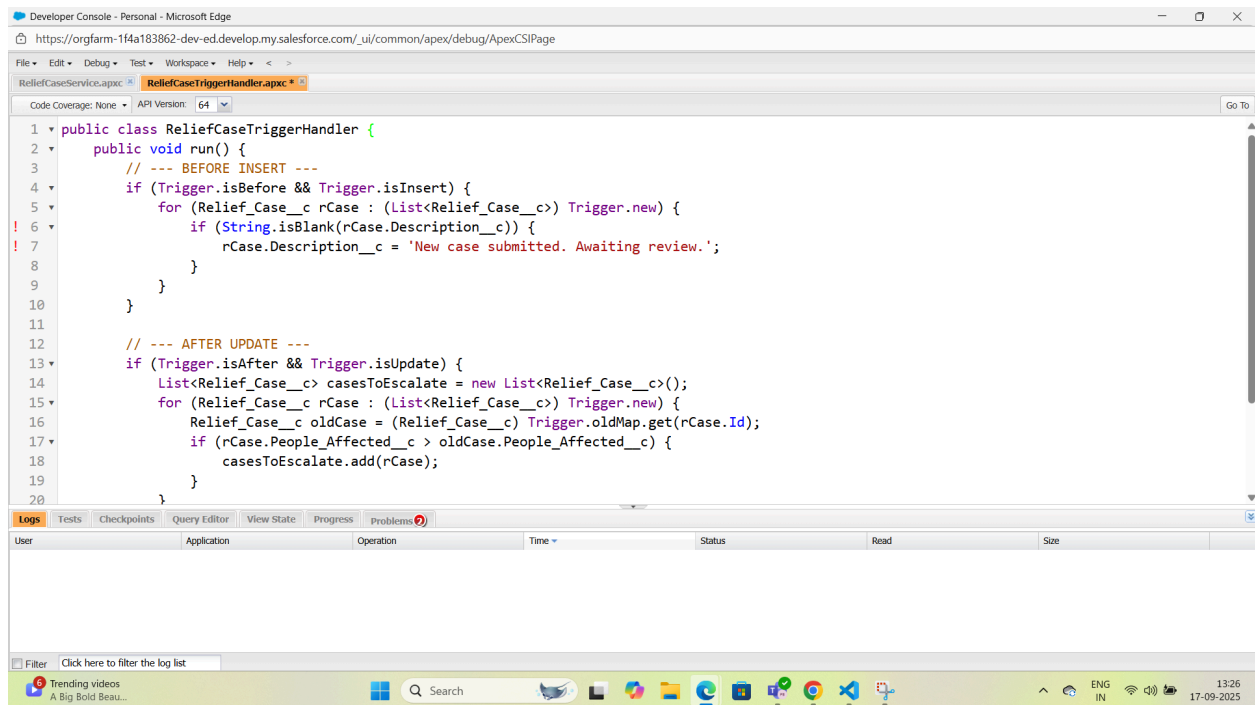 Developer Console - Personal - Microsoft Edge
https://orgfarm-1f4a183862-dev-ed.develop.my.salesforce.com/_ui/common/apex/debug/ApexCSIPage
File Edit Debug Test Workspace Help < >
ReliefCaseService.apxc ReliefCaseTriggerHandler.apxc *
Code Coverage: None API Version: 64 Go To
1 public class ReliefCaseTriggerHandler {
2 public void run() {
3 // --- BEFORE INSERT ---
4 if (Trigger.isBefore && Trigger.isInsert) {
5 for (Relief_Case__c rCase : (List<Relief_Case__c>) Trigger.new) {
! 6 if (String.isBlank(rCase.Description__c)) {
! 7 rCase.Description__c = 'New case submitted. Awaiting review.';
8 }
9 }
10 }
11
12 // --- AFTER UPDATE ---
13 if (Trigger.isAfter && Trigger.isUpdate) {
14 List<Relief_Case__c> casesToEscalate = new List<Relief_Case__c>();
15 for (Relief_Case__c rCase : (List<Relief_Case__c>) Trigger.new) {
16 Relief_Case__c oldCase = (Relief_Case__c) Trigger.oldMap.get(rCase.Id);
17 if (rCase.People_Affected__c > oldCase.People_Affected__c) {
18 casesToEscalate.add(rCase);
19 }
20 }
Logs Tests Checkpoints Query Editor View State Progress Problems 2
User Application Operation Time Status Read Size
Filter Click here to filter the log list
6 Trending videos
A Big Bold Beau...
Search
ENG
IN
13:26
17-09-2025